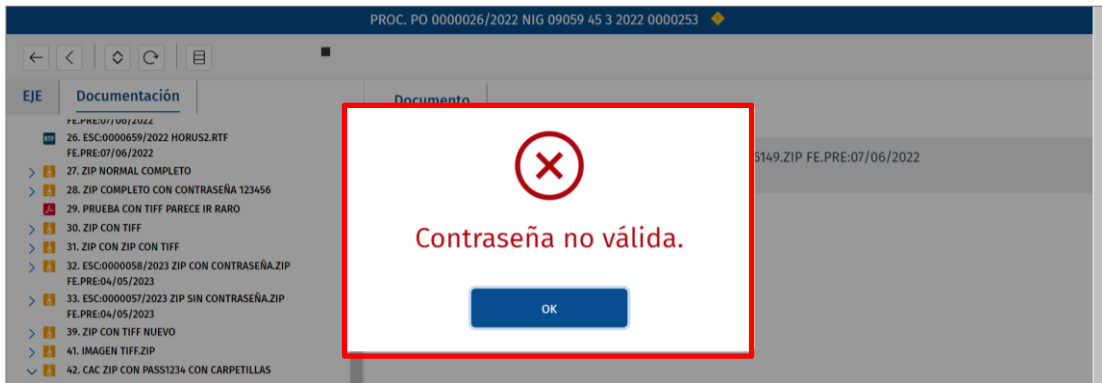 PROC. PO 0000026/2022 NIG 09059 45 3 2022 0000253
EJE Documentación
Documento
FE.PRE:07/06/2022
26. ESC:0000659/2022 HORUS2.RTF
FE.PRE:07/06/2022
27. ZIP NORMAL COMPLETO
28. ZIP COMPLETO CON CONTRASEÑA 123456
29. PRUEBA CON TIFF PARECE IR RARO
30. ZIP CON TIFF
31. ZIP CON ZIP CON TIFF
32. ESC:0000058/2023 ZIP CON CONTRASEÑA.ZIP
FE.PRE:04/05/2023
33. ESC:0000057/2023 ZIP SIN CONTRASEÑA.ZIP
FE.PRE:04/05/2023
39. ZIP CON TIFF NUEVO
41. IMAGEN TIFF.ZIP
42. CAC ZIP CON PASS1234 CON CARPETILLAS
6149.ZIP FE.PRE:07/06/2022
Contraseña no válida.
OK